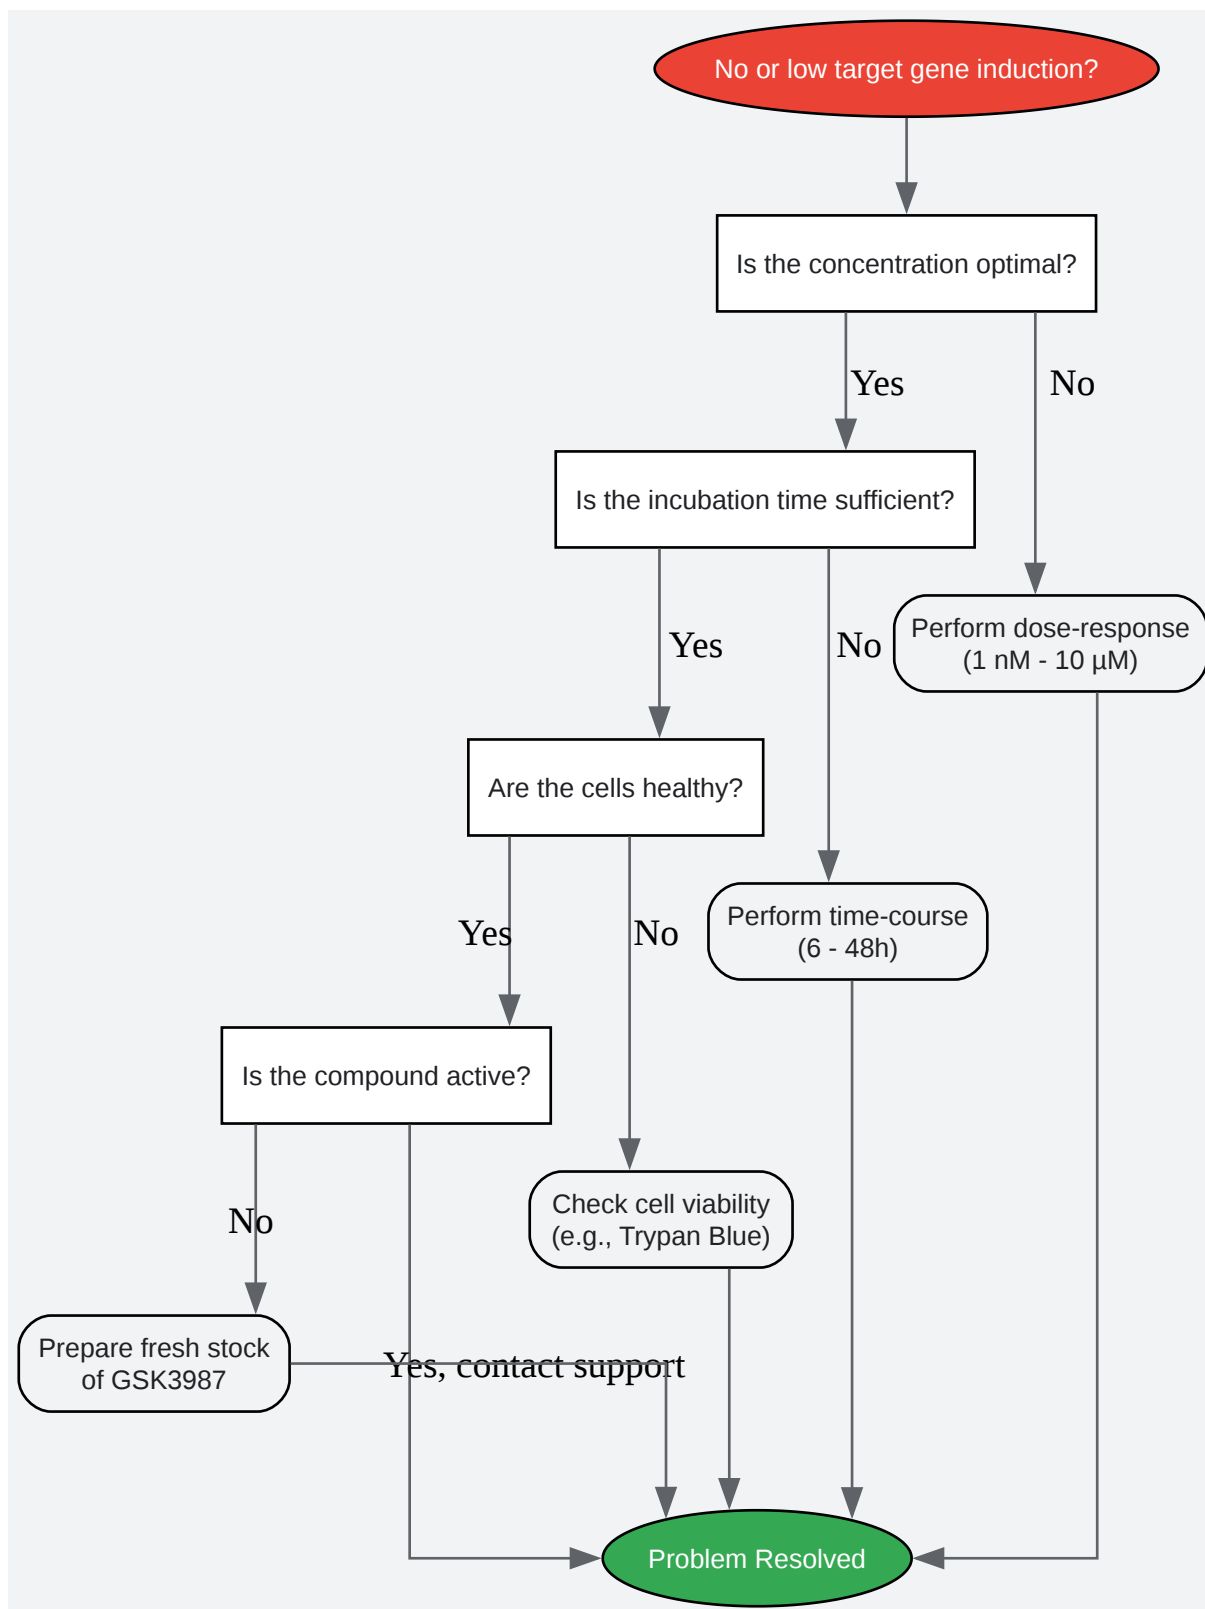 No or low target gene induction?
Is the concentration optimal?
Yes
No
Is the incubation time sufficient?
Yes
No
Perform dose-response
(1 nM - 10 µM)
Are the cells healthy?
Yes
No
Perform time-course
(6 - 48h)
Is the compound active?
No
Check cell viability
(e.g., Trypan Blue)
Prepare fresh stock
of GSK3987
Yes, contact support
Problem Resolved